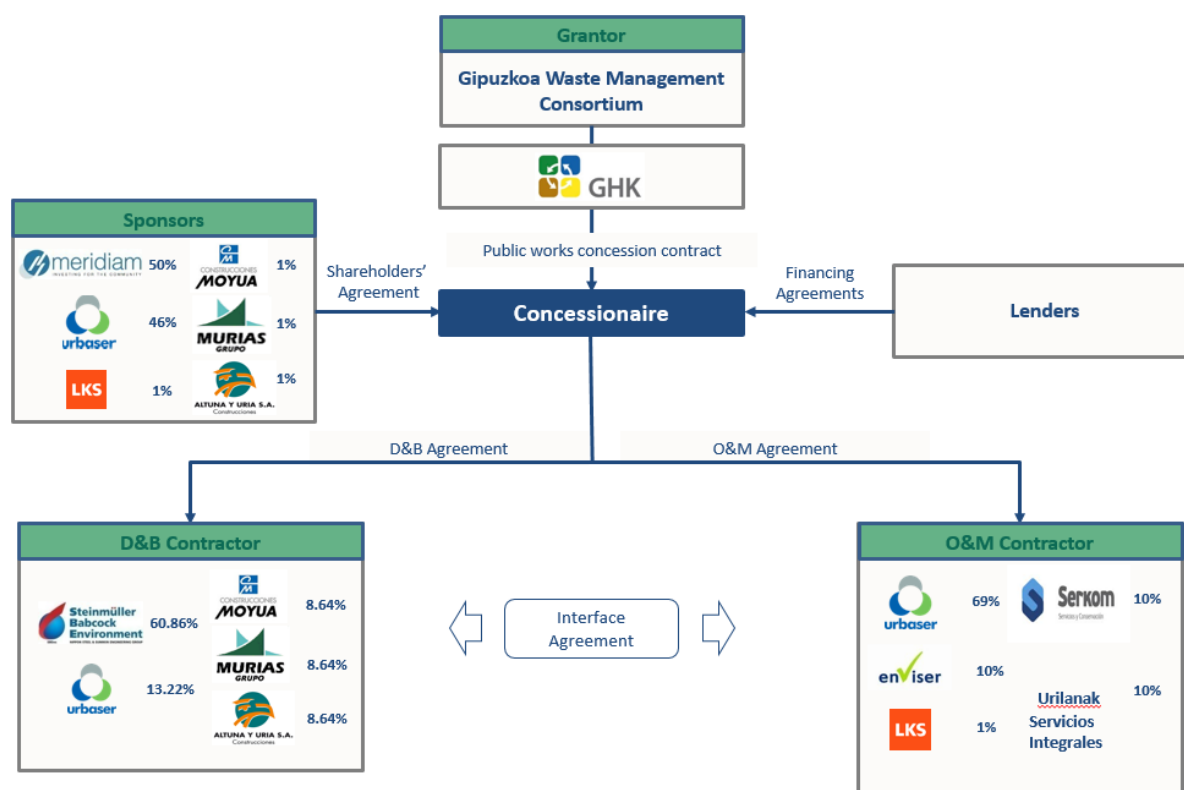 Grantor
Gipuzkoa Waste Management
Consortium
GHK
Public works concession contract
Sponsors
meridiam
INVESTING FOR THE COMMUNITY
50%
CONSTRUCCIONES
MOYUA
1%
urbaser
46%
MURIAS
GRUPO
1%
LKS
1%
ALTUNA Y URIA S.A.
Construcciones
1%
Shareholders'
Agreement
Concessionaire
Financing
Agreements
Lenders
D&B Agreement
O&M Agreement
D&B Contractor
Steinmüller
Babcock
Environment
60.86%
CONSTRUCCIONES
MOYUA
8.64%
urbaser
13.22%
MURIAS
GRUPO
8.64%
ALTUNA Y URIA S.A.
Construcciones
8.64%
Interface
Agreement
O&M Contractor
urbaser
69%
Serkom
Servicios y Conservación
10%
enViser
10%
LKS
1%
Urilanak
Servicios
Integrales
10%